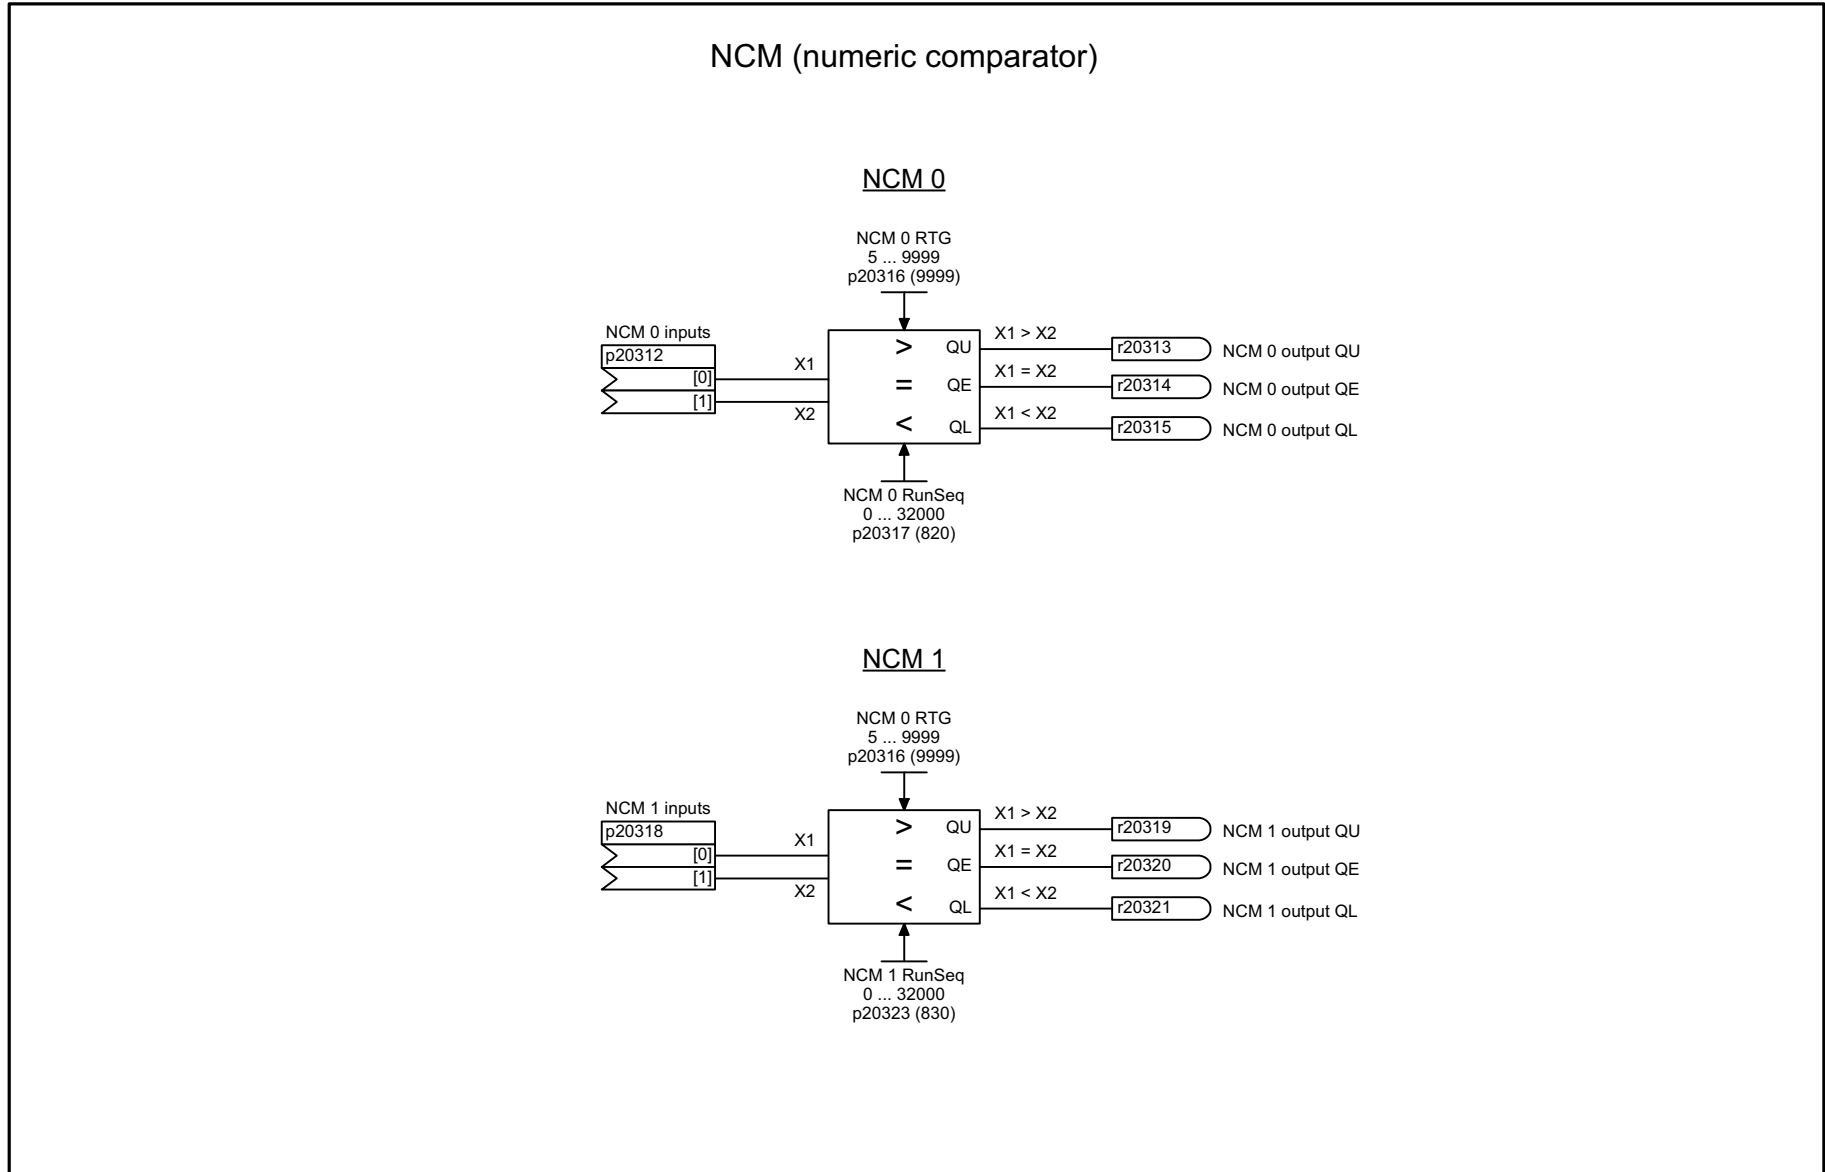 NCM (numeric comparator)
NCM 0
NCM 0 RTG
5 ... 9999
p20316 (9999)
NCM 0 inputs
p20312
[0]
[1]
X1
X2
>
=
<
QU
QE
QL
X1 > X2
X1 = X2
X1 < X2
r20313
NCM 0 output QU
r20314
NCM 0 output QE
r20315
NCM 0 output QL
NCM 0 RunSeq
0 ... 32000
p20317 (820)
NCM 1
NCM 0 RTG
5 ... 9999
p20316 (9999)
NCM 1 inputs
p20318
[0]
[1]
X1
X2
>
=
<
QU
QE
QL
X1 > X2
X1 = X2
X1 < X2
r20319
NCM 1 output QU
r20320
NCM 1 output QE
r20321
NCM 1 output QL
NCM 1 RunSeq
0 ... 32000
p20323 (830)